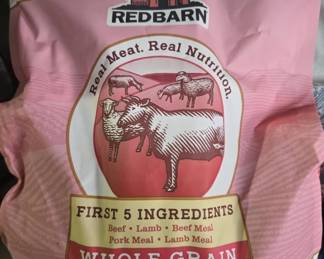 REDBARN
Real Meat. Real Nutrition.
FIRST 5 INGREDIENTS
Beef • Lamb • Beef Meal
Pork Meal • Lamb Meal
WHOLE GRAIN